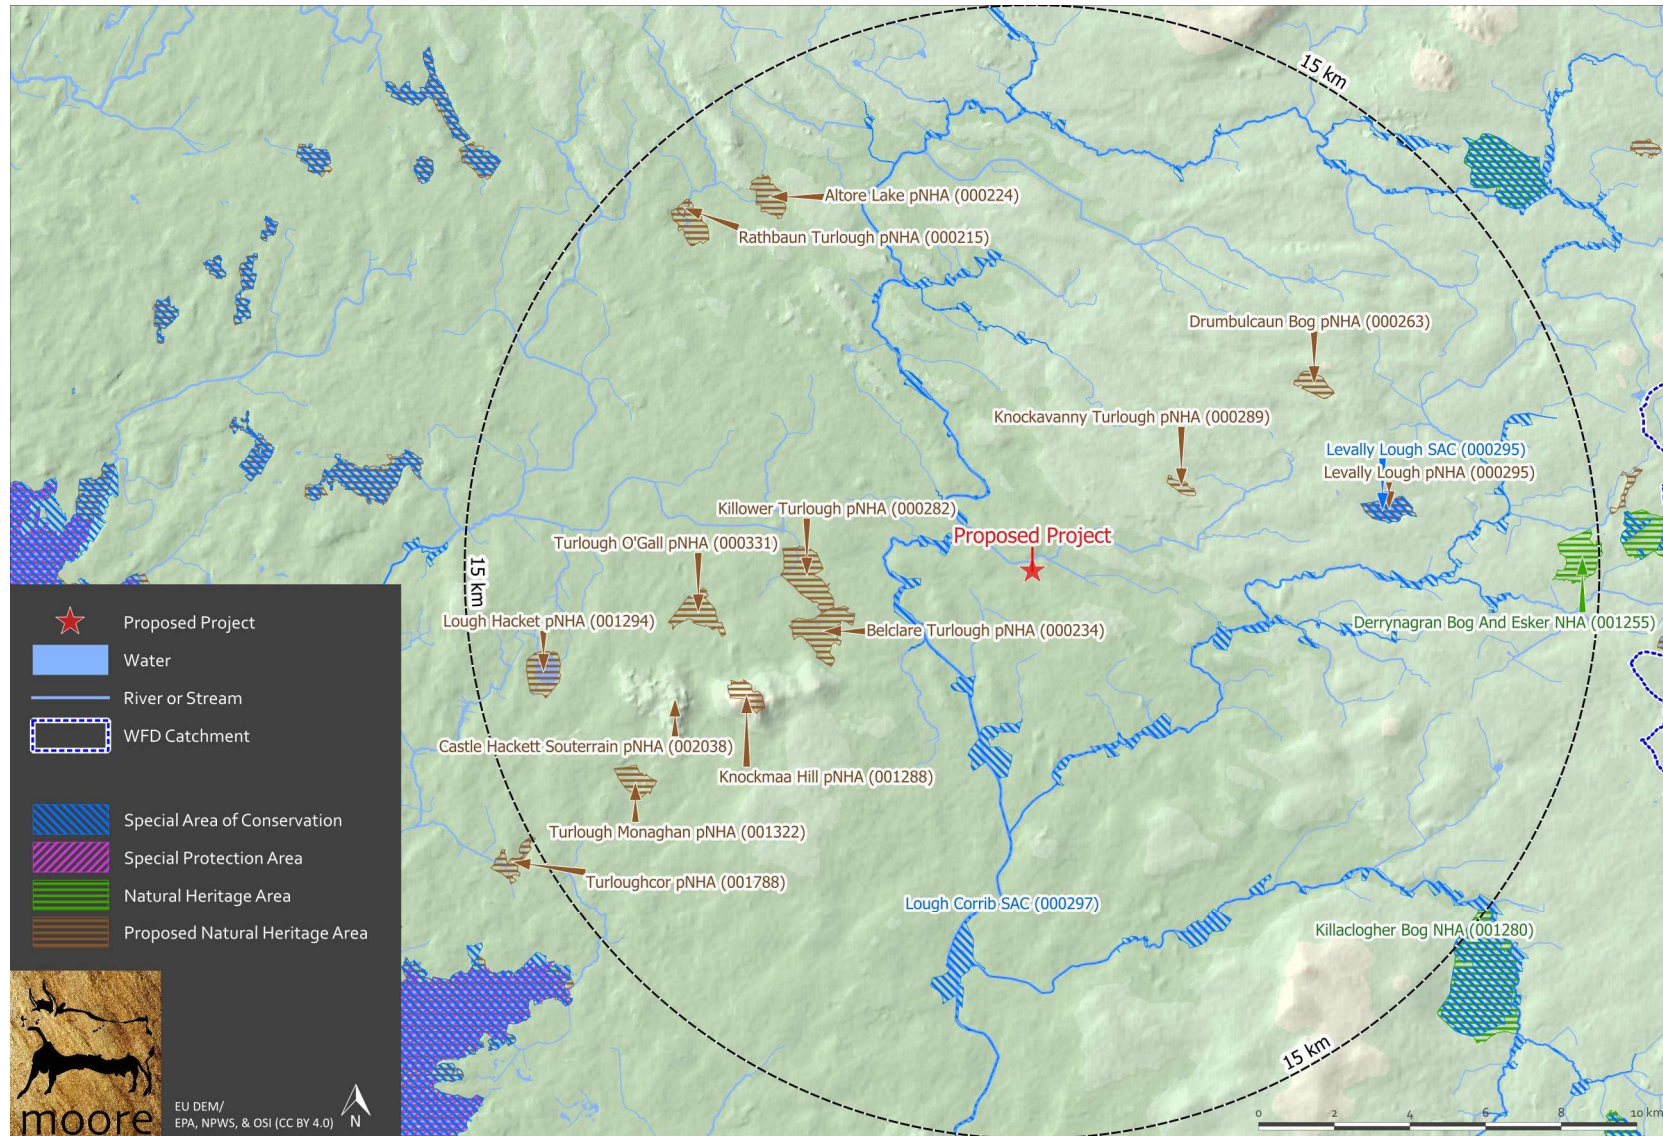 15 km
Altore Lake pNHA (000224)
Rathbaun Turlough pNHA (000215)
Drumbulcaun Bog pNHA (000263)
Knockavanny Turlough pNHA (000289)
Levally Lough SAC (000295)
Levally Lough pNHA (000295)
Killower Turlough pNHA (000282)
Proposed Project
Turlough O'Gall pNHA (000331)
15 km
Lough Hacket pNHA (001294)
Belclare Turlough pNHA (000234)
Derrynagran Bog And Esker NHA (001255)
Castle Hackett Souterrain pNHA (002038)
Knockmaa Hill pNHA (001288)
Turlough Monaghan pNHA (001322)
Turloughcor pNHA (001788)
Lough Corrib SAC (000297)
Killaclogher Bog NHA (001280)
15 km
0 2 4 6 8 10 km
Proposed Project
Water
River or Stream
WFD Catchment
Special Area of Conservation
Special Protection Area
Natural Heritage Area
Proposed Natural Heritage Area
moore
EU DEM/
EPA, NPWS, & OSI (CC BY 4.0)
N